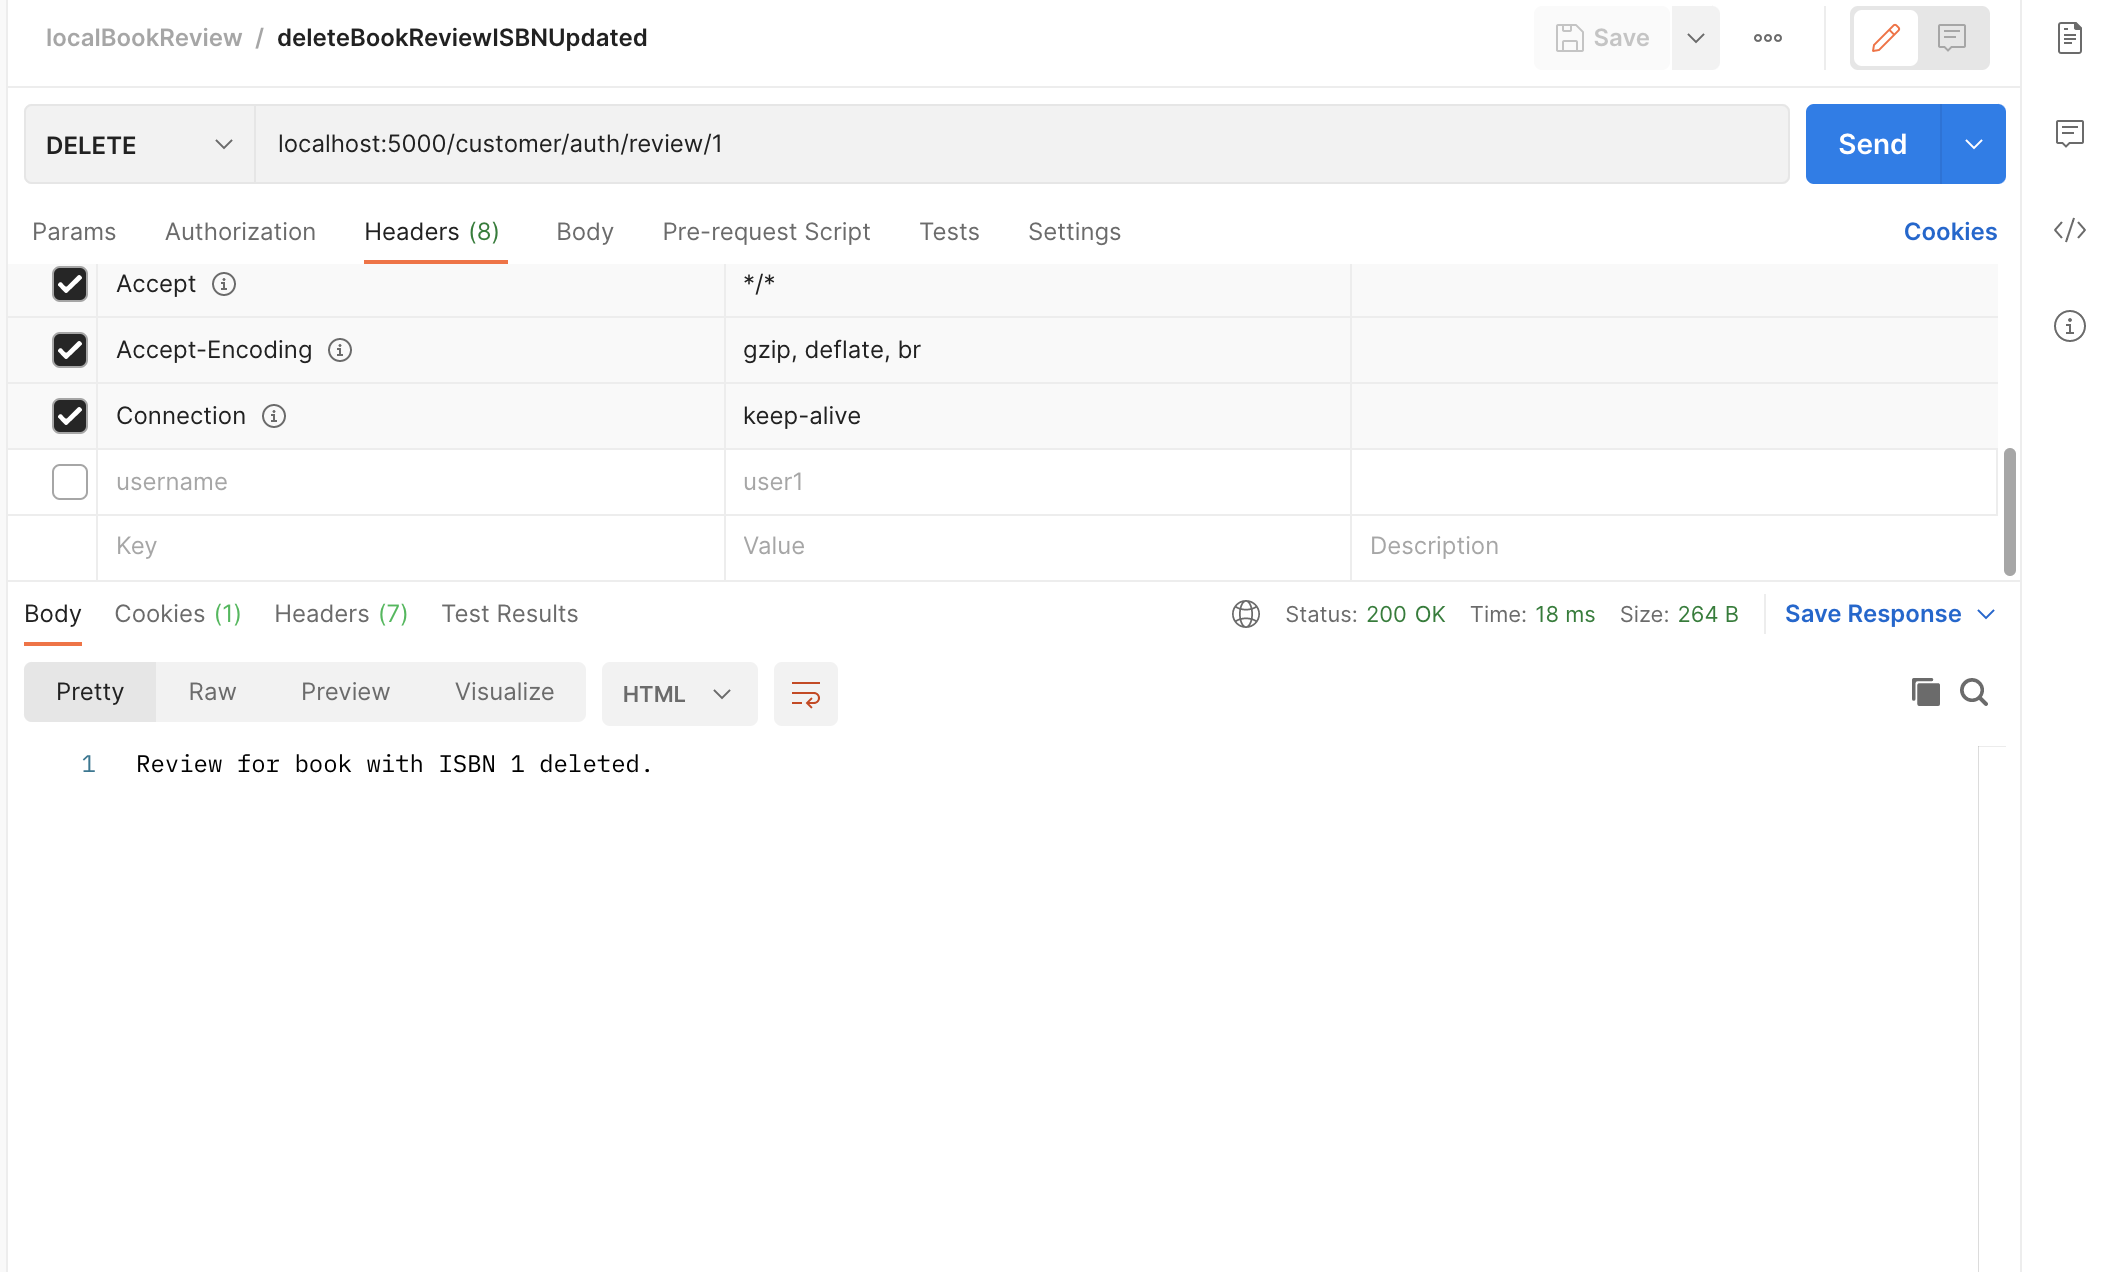 localBookReview / deleteBookReviewISBNUpdated
Save
DELETE
localhost:5000/customer/auth/review/1
Send
Params Authorization Headers (8) Body Pre-request Script Tests Settings Cookies
Accept */*
Accept-Encoding gzip, deflate, br
Connection keep-alive
username user1
Key Value Description
Body Cookies (1) Headers (7) Test Results Status: 200 OK Time: 18 ms Size: 264 B Save Response
Pretty Raw Preview Visualize HTML
1 Review for book with ISBN 1 deleted.